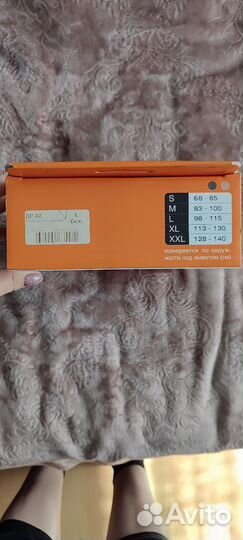 ДР 02
L
Беж
S 68 - 85
M 83 - 100
L 98 - 115
XL 113 - 130
XXL 128 - 140
измеряется по окруж-
ности под животом (см)
Avito